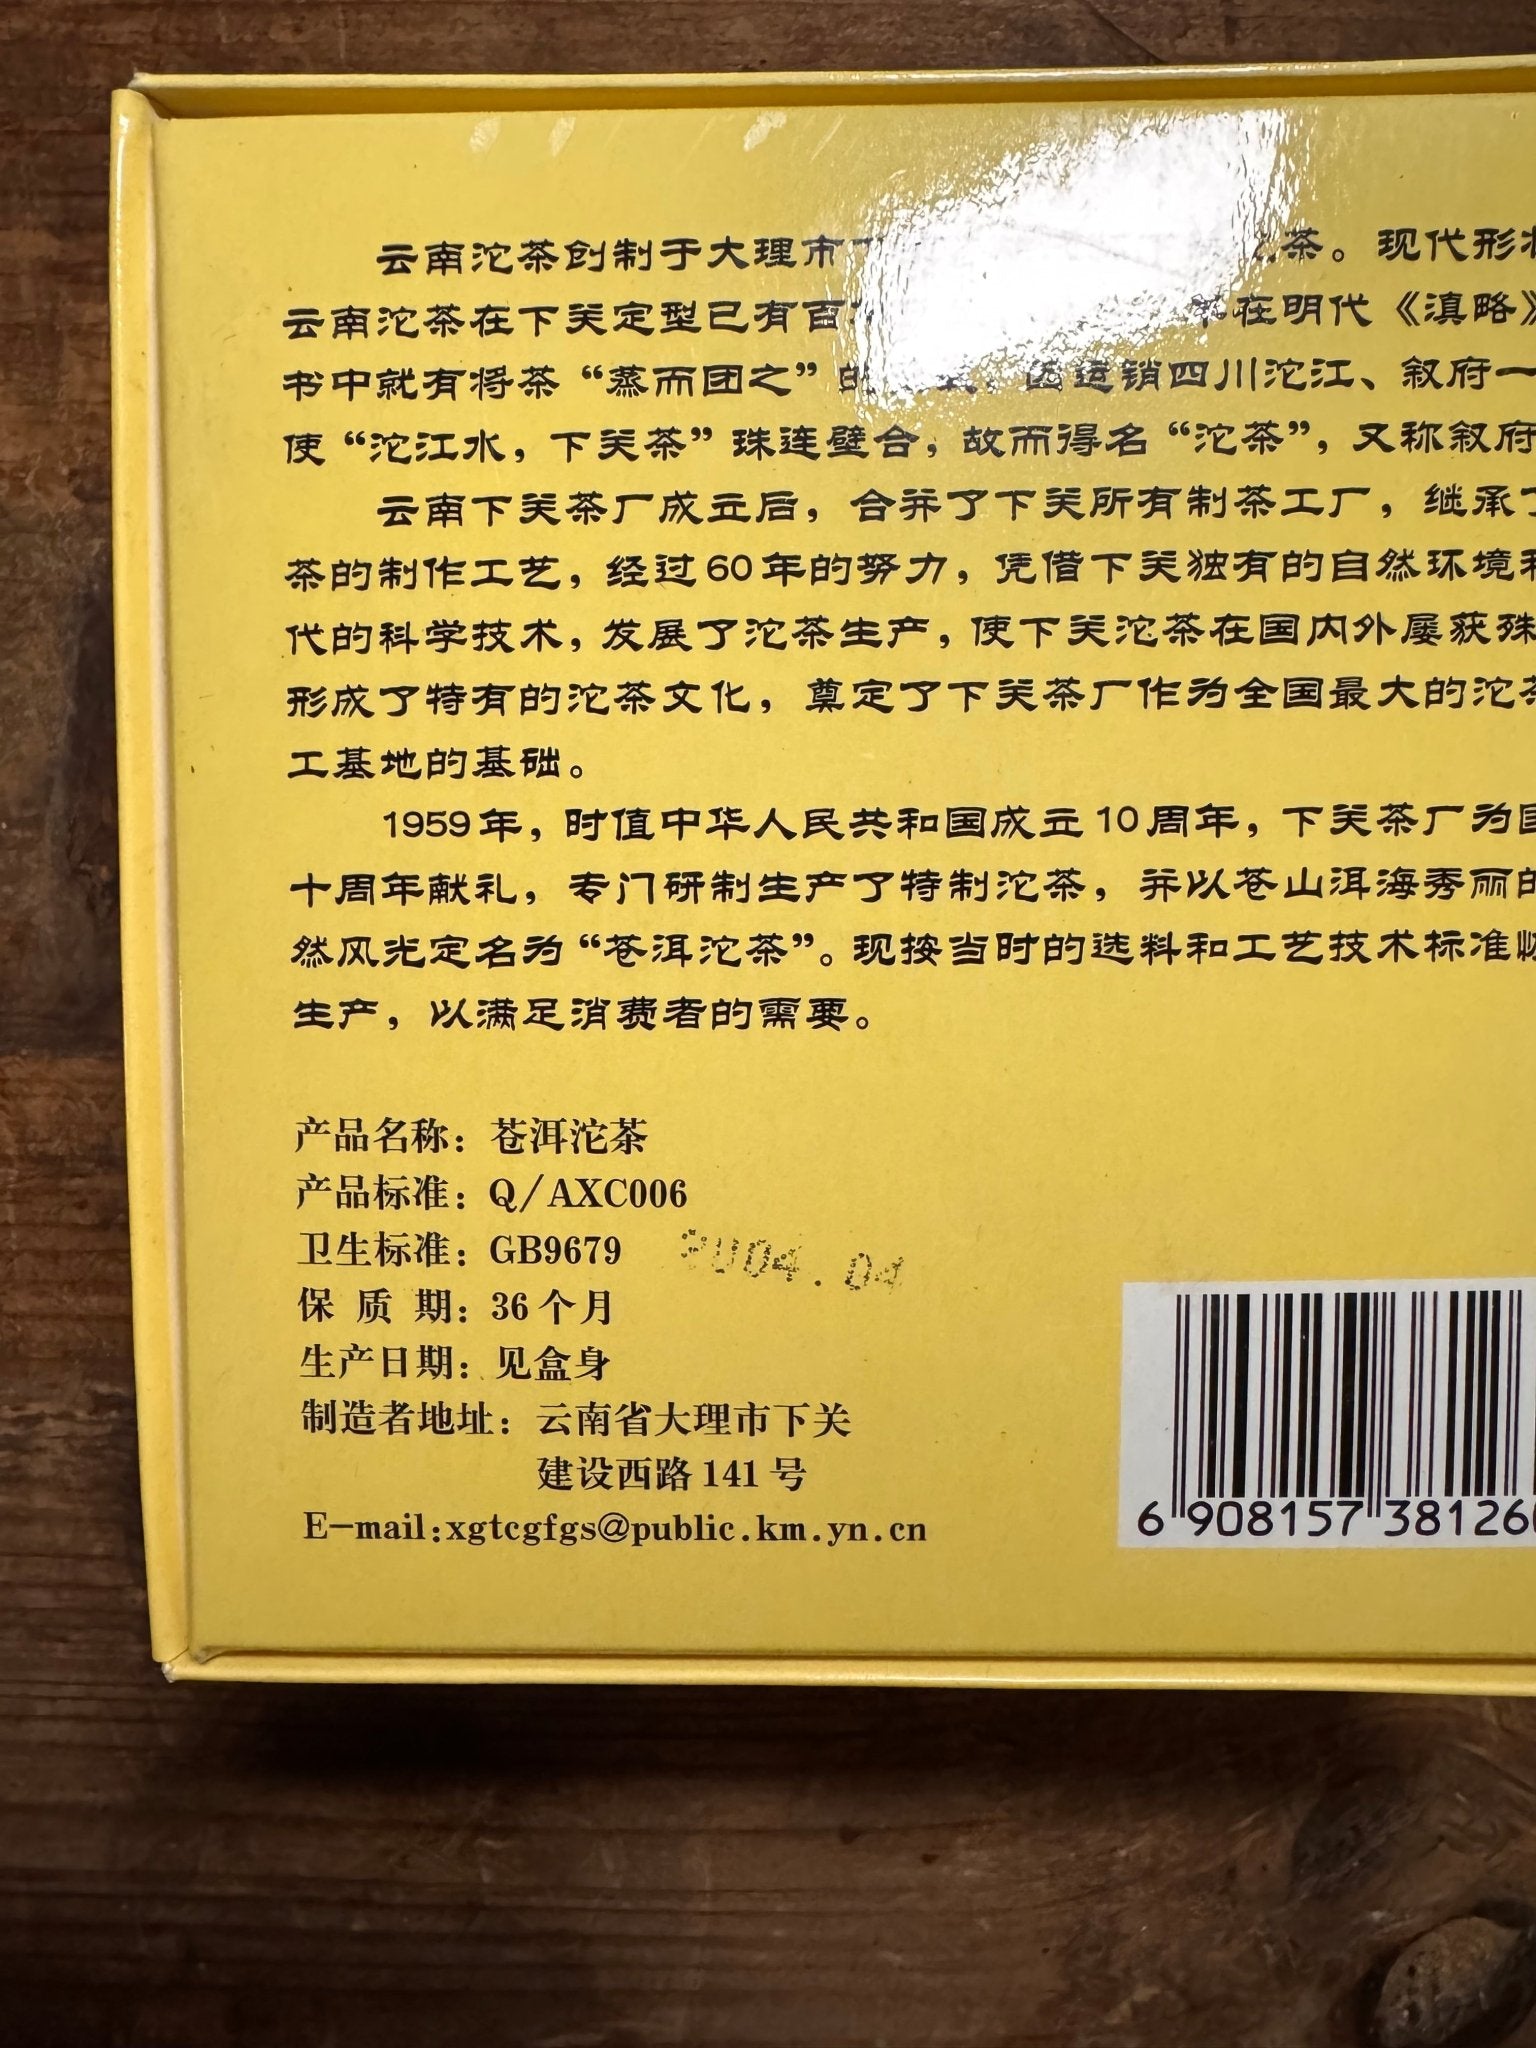 云南沱茶创制于大理市 茶。现代形状
云南沱茶在下关定型已有百 在明代《滇略》
书中就有将茶“蒸而团之”的 因运销四川沱江、叙府一
使“沱江水，下关茶”珠连璧合，故而得名“沱茶”，又称叙府
云南下关茶厂成立后，合并了下关所有制茶工厂，继承了
茶的制作工艺，经过60年的努力，凭借下关独有的自然环境和
代的科学技术，发展了沱茶生产，使下关沱茶在国内外屡获殊
形成了特有的沱茶文化，奠定了下关茶厂作为全国最大的沱茶
工基地的基础。
1959年，时值中华人民共和国成立10周年，下关茶厂为国
十周年献礼，专门研制生产了特制沱茶，并以苍山洱海秀丽的
然风光定名为“苍洱沱茶”。现按当时的选料和工艺技术标准恢
生产，以满足消费者的需要。
产品名称：苍洱沱茶
产品标准：Q/AXC006
卫生标准：GB9679
2004.04
保 质 期：36个月
生产日期：见盒身
制造者地址：云南省大理市下关
建设西路141号
E-mail:xgtcgfgs@public.km.yn.cn
6 908157 381260